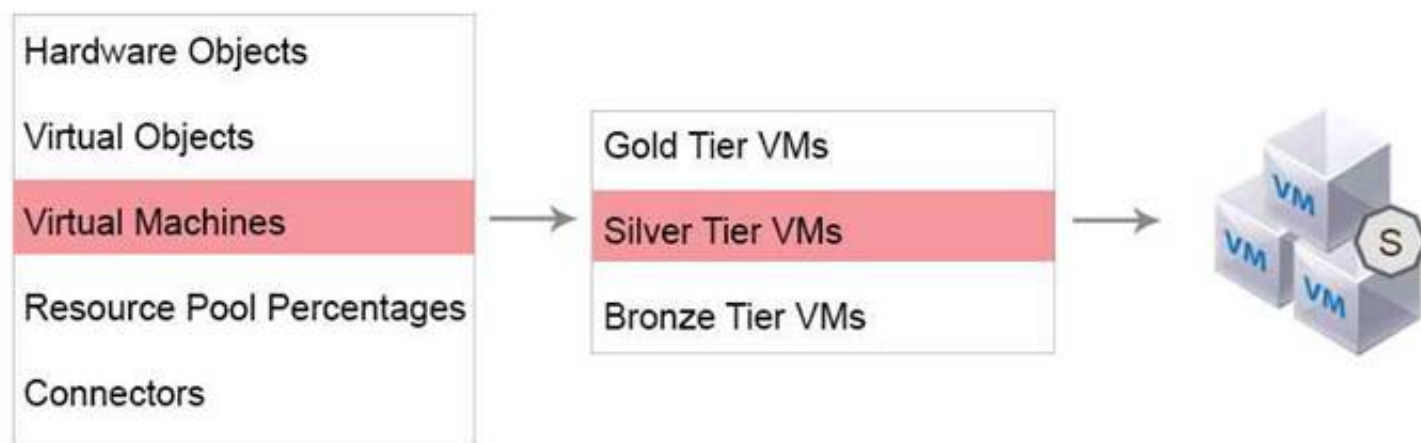 Hardware Objects
Virtual Objects
Virtual Machines
Resource Pool Percentages
Connectors
Gold Tier VMs
Silver Tier VMs
Bronze Tier VMs
VM
VM
VM
S